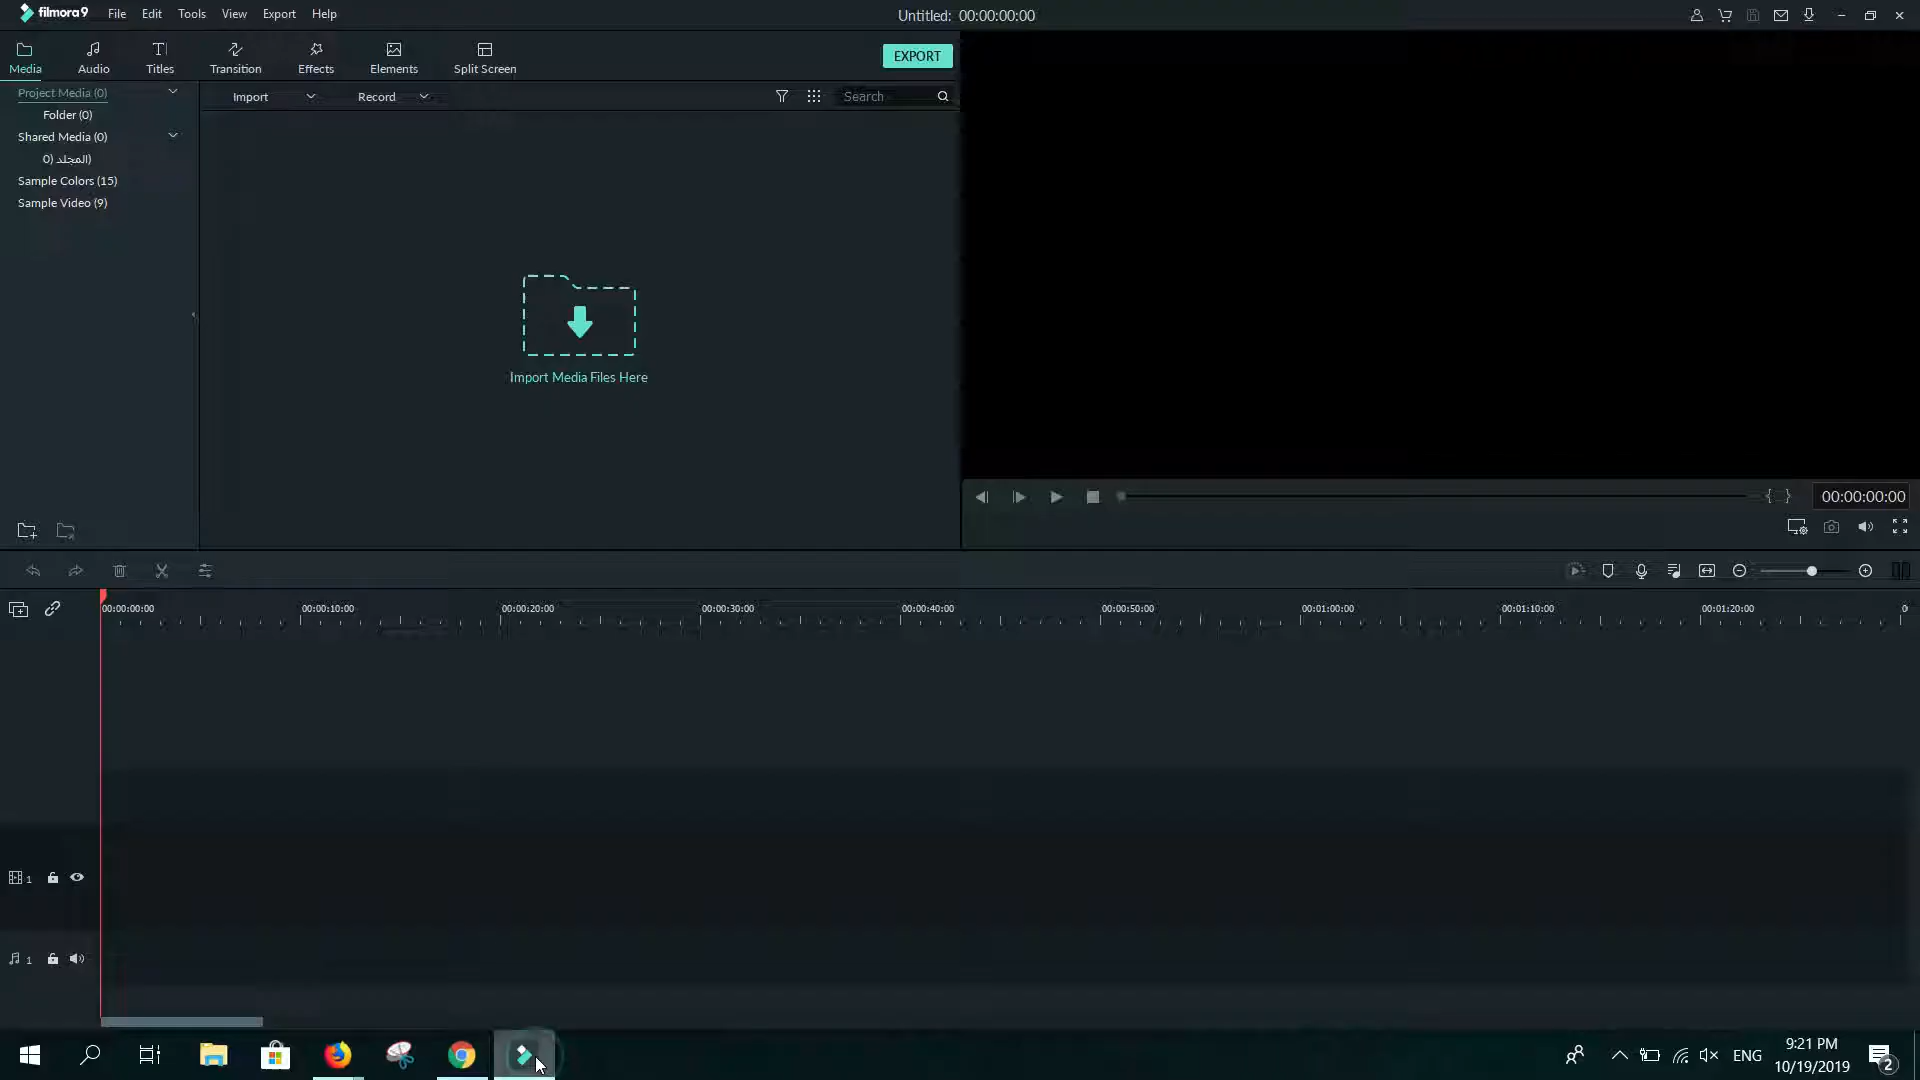 filmora9 File Edit Tools View Export Help
Untitled: 00:00:00:00
Media Audio Titles Transition Effects Elements Split Screen
EXPORT
Project Media (0)
Folder (0)
Shared Media (0)
المجلد (0)
Sample Colors (15)
Sample Video (9)
Import Record Search
Import Media Files Here
00:00:00:00
00:00:00:00 00:00:10:00 00:00:20:00 00:00:30:00 00:00:40:00 00:00:50:00 00:01:00:00 00:01:10:00 00:01:20:00 0
1
1
ENG
9:21 PM
10/19/2019
2